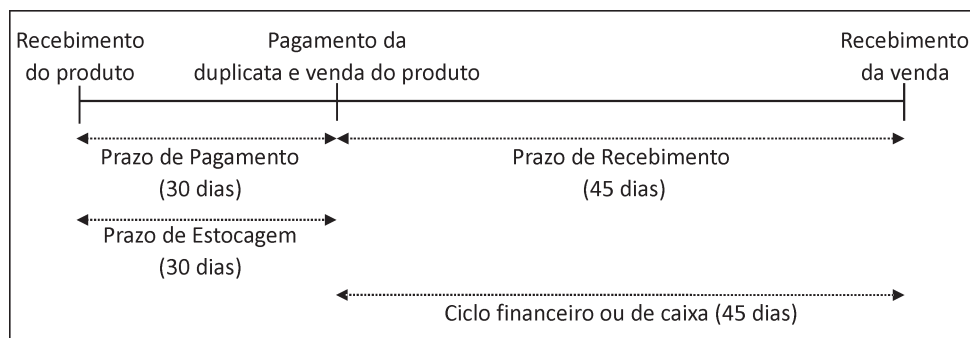 Recebimento
do produto
Pagamento da
duplicata e venda do produto
Recebimento
da venda
Prazo de Pagamento
(30 dias)
Prazo de Recebimento
(45 dias)
Prazo de Estocagem
(30 dias)
Ciclo financeiro ou de caixa (45 dias)